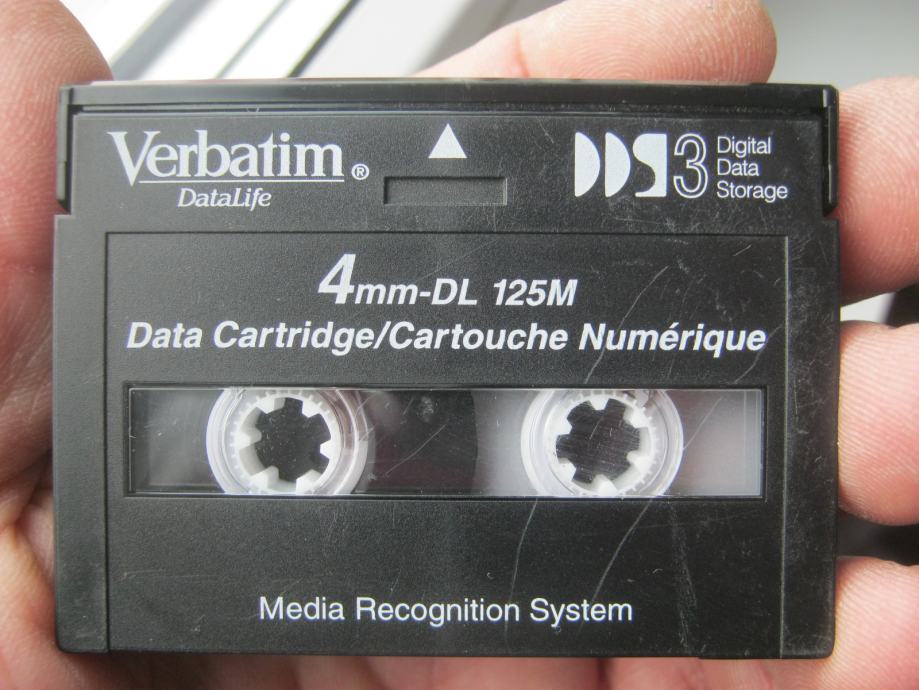 Verbatim®
DataLife
DDS3 Digital
Data
Storage
4mm-DL 125M
Data Cartridge/Cartouche Numérique
Media Recognition System